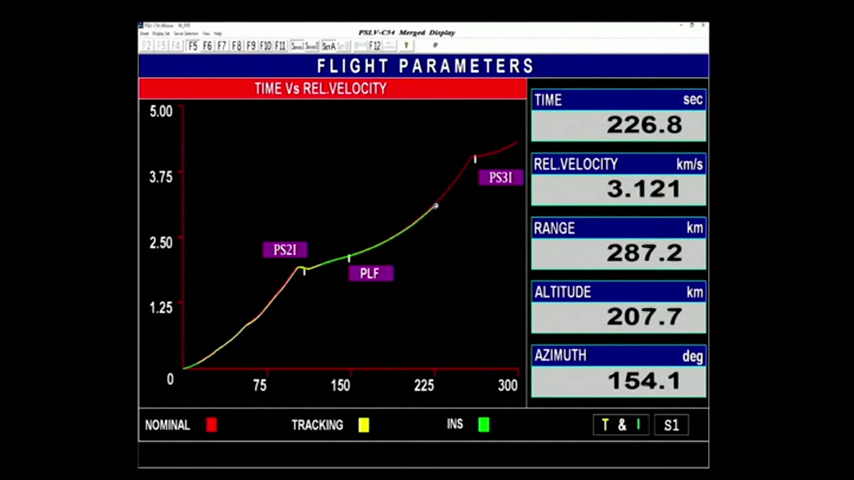 PSLV-C54 Merged Display
F5 F6 F7 F8 F9 F10 F11 F12
FLIGHT PARAMETERS
TIME Vs REL.VELOCITY
5.00
3.75
2.50
1.25
0
75
150
225
300
PS2I
PLF
PS3I
TIME sec
226.8
REL.VELOCITY km/s
3.121
RANGE km
287.2
ALTITUDE km
207.7
AZIMUTH deg
154.1
NOMINAL TRACKING INS T & I S1